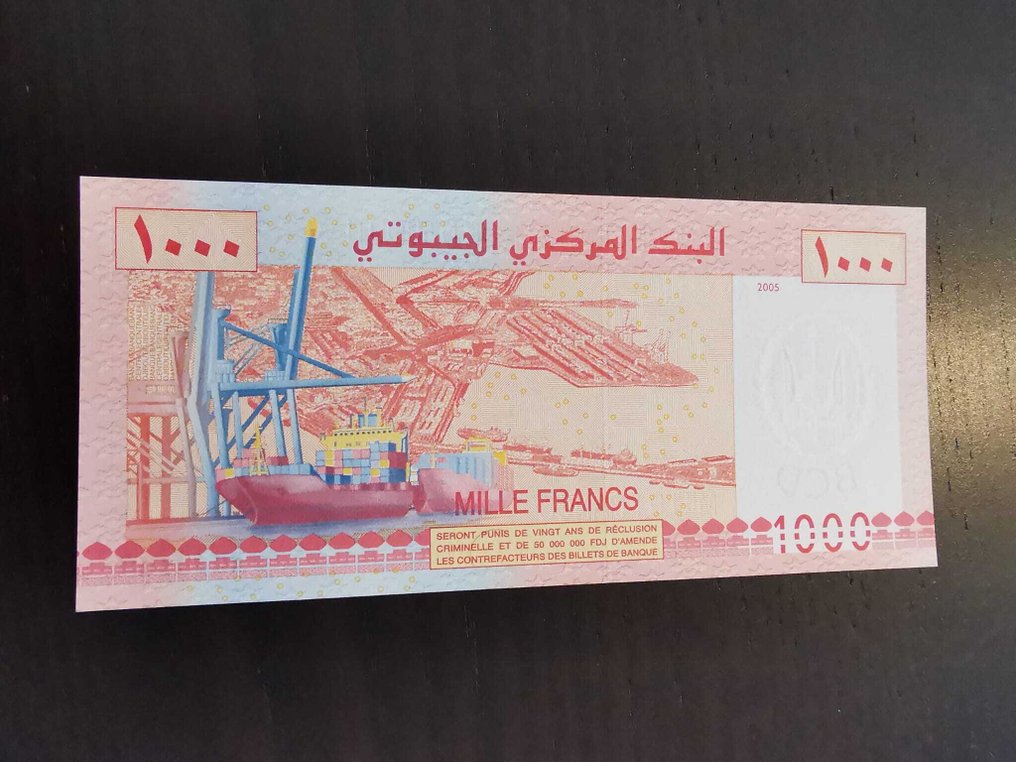 ١٠٠٠
البنك المركزي الجيبوتي
١٠٠٠
2005
MILLE FRANCS
SERONT PUNIS DE VINGT ANS DE RÉCLUSION
CRIMINELLE ET DE 50 000 000 FDJ D'AMENDE
LES CONTREFACTEURS DES BILLETS DE BANQUE
1000